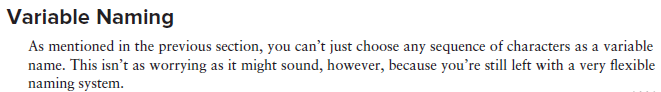 Variable Naming
As mentioned in the previous section, you can't just choose any sequence of characters as a variable
name. This isn't as worrying as it might sound, however, because you're still left with a very flexible
naming system.